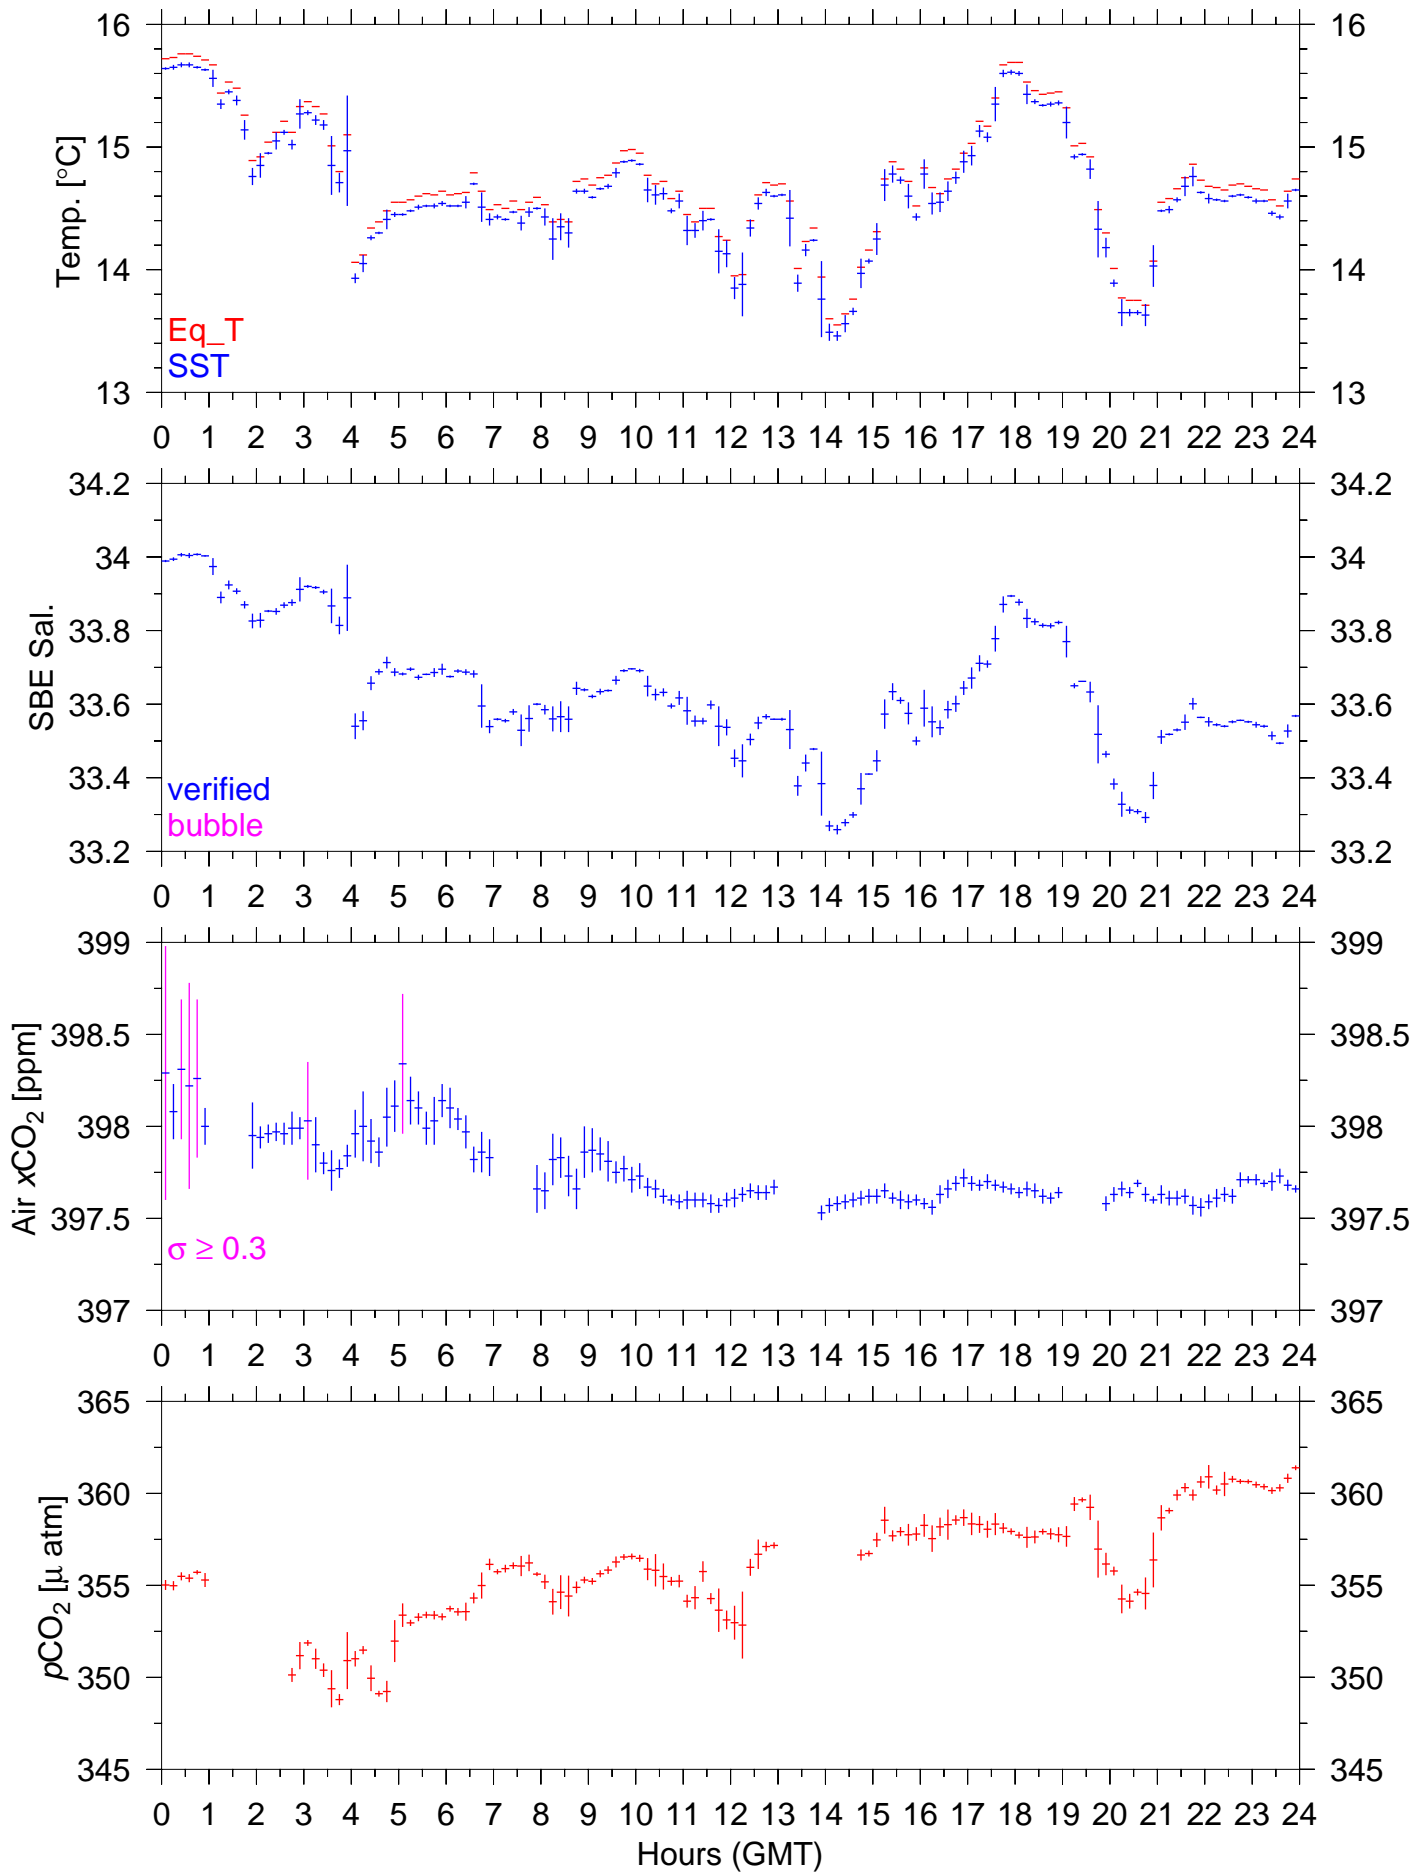 16 16
15 15
14 14
13 13
Temp. [°C]
Eq_T
SST
0 1 2 3 4 5 6 7 8 9 10 11 12 13 14 15 16 17 18 19 20 21 22 23 24
34.2 34.2
34 34
33.8 33.8
33.6 33.6
33.4 33.4
33.2 33.2
SBE Sal.
verified
bubble
0 1 2 3 4 5 6 7 8 9 10 11 12 13 14 15 16 17 18 19 20 21 22 23 24
399 399
398.5 398.5
398 398
397.5 397.5
397 397
Air xCO₂ [ppm]
σ ≥ 0.3
0 1 2 3 4 5 6 7 8 9 10 11 12 13 14 15 16 17 18 19 20 21 22 23 24
365 365
360 360
355 355
350 350
345 345
pCO₂ [μ atm]
0 1 2 3 4 5 6 7 8 9 10 11 12 13 14 15 16 17 18 19 20 21 22 23 24
Hours (GMT)